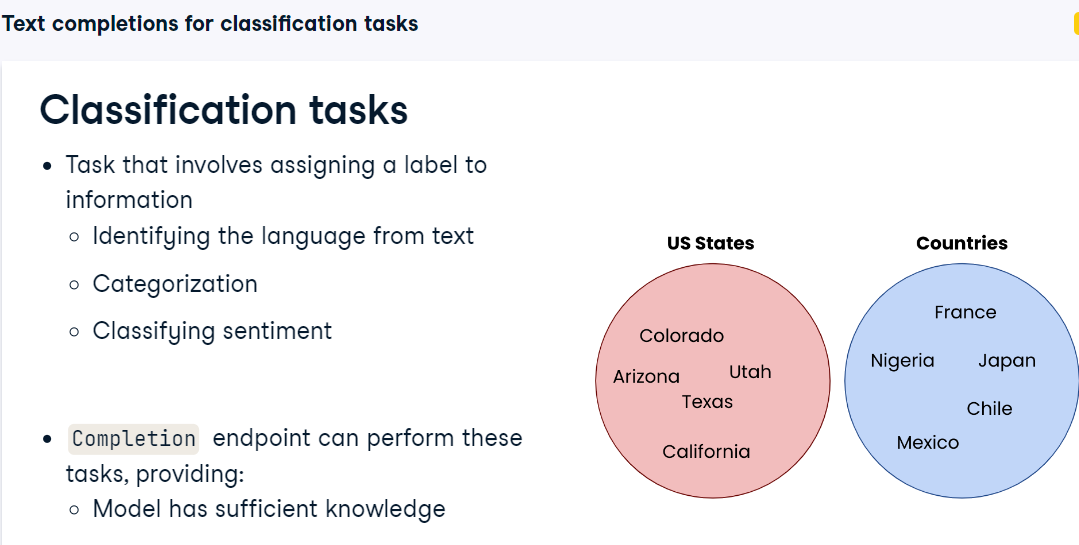 Text completions for classification tasks
Classification tasks
• Task that involves assigning a label to
information
◦ Identifying the language from text
◦ Categorization
◦ Classifying sentiment
• Completion endpoint can perform these
tasks, providing:
◦ Model has sufficient knowledge
US States
Colorado
Arizona
Utah
Texas
California
Countries
France
Nigeria
Japan
Chile
Mexico